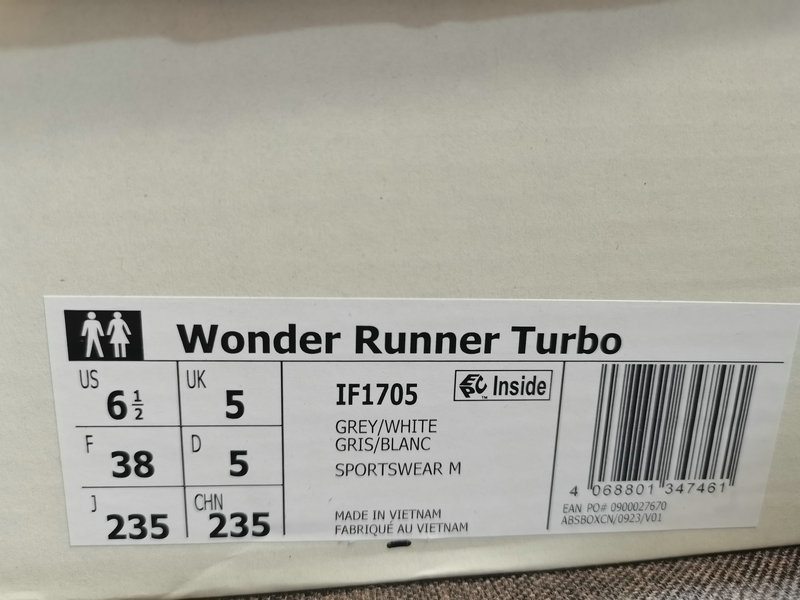 Wonder Runner Turbo
US 6 1/2 UK 5
F 38 D 5
J 235 CHN 235
IF1705 EPC™ Inside
GREY/WHITE
GRIS/BLANC
SPORTSWEAR M
MADE IN VIETNAM
FABRIQUÉ AU VIETNAM
4 068801 347461
EAN PO# 0900027670
ABSBOXCN/0923/V01